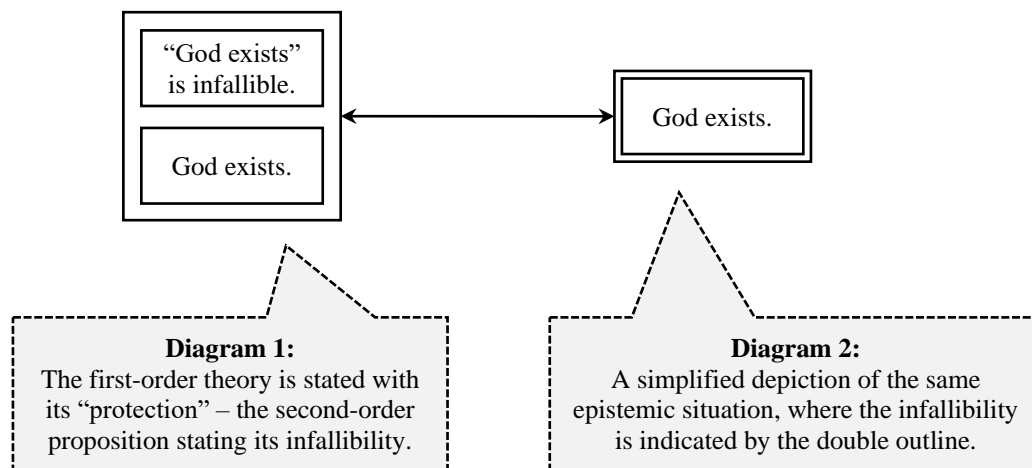 “God exists”
is infallible.
God exists.
God exists.
Diagram 1:
The first-order theory is stated with
its “protection” – the second-order
proposition stating its infallibility.
Diagram 2:
A simplified depiction of the same
epistemic situation, where the infallibility
is indicated by the double outline.